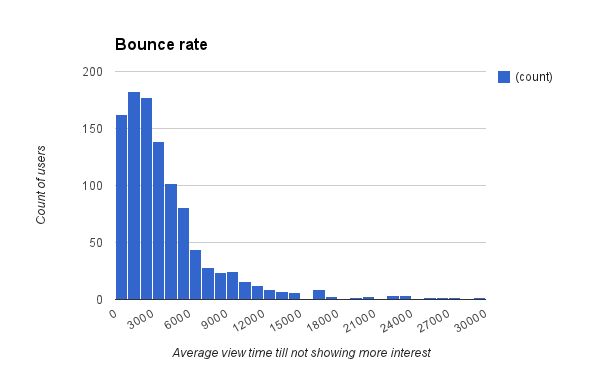 Bounce rate
200
150
100
50
0
(count)
Count of users
0 3000 6000 9000 12000 15000 18000 21000 24000 27000 30000
Average view time till not showing more interest